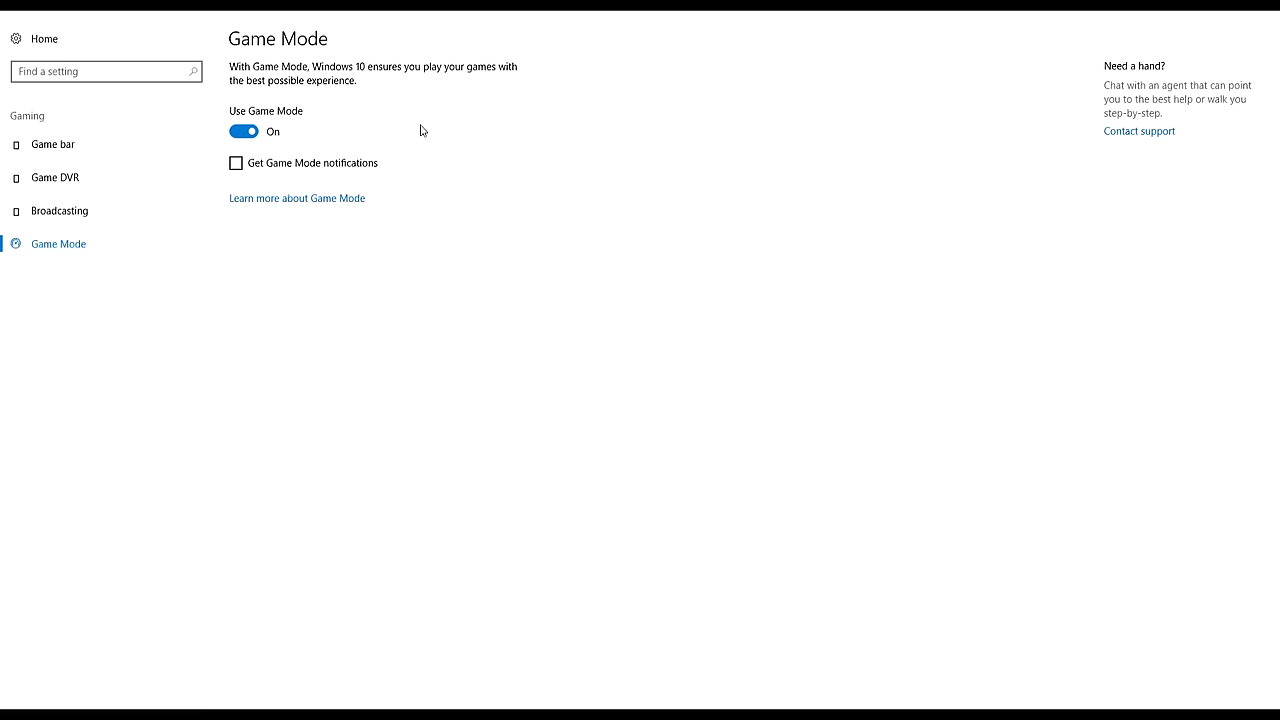 Home
Find a setting
Gaming
Game bar
Game DVR
Broadcasting
Game Mode
Game Mode
With Game Mode, Windows 10 ensures you play your games with
the best possible experience.
Use Game Mode
On
Get Game Mode notifications
Learn more about Game Mode
Need a hand?
Chat with an agent that can point
you to the best help or walk you
step-by-step.
Contact support